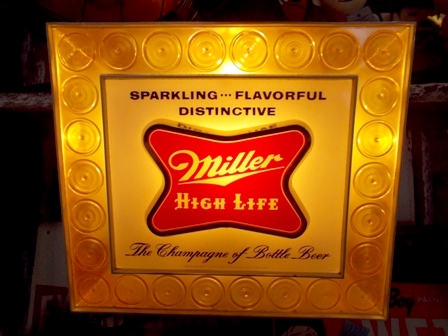 SPARKLING... FLAVORFUL
DISTINCTIVE
Miller
HIGH LIFE
The Champagne of Bottle Beer